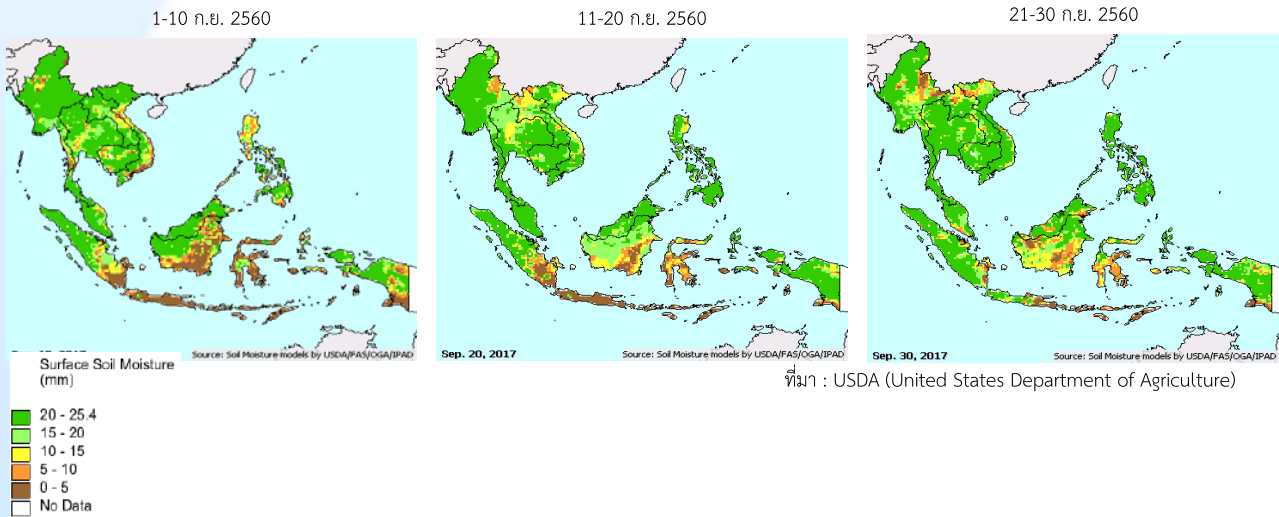 1-10 ก.ย. 2560
11-20 ก.ย. 2560
21-30 ก.ย. 2560
Source: Soil Moisture models by USDA/FAS/OGA/IPAD
Sep. 20, 2017
Source: Soil Moisture models by USDA/FAS/OGA/IPAD
Sep. 30, 2017
Source: Soil Moisture models by USDA/FAS/OGA/IPAD
ที่มา : USDA (United States Department of Agriculture)
Surface Soil Moisture
(mm)
20 - 25.4
15 - 20
10 - 15
5 - 10
0 - 5
No Data